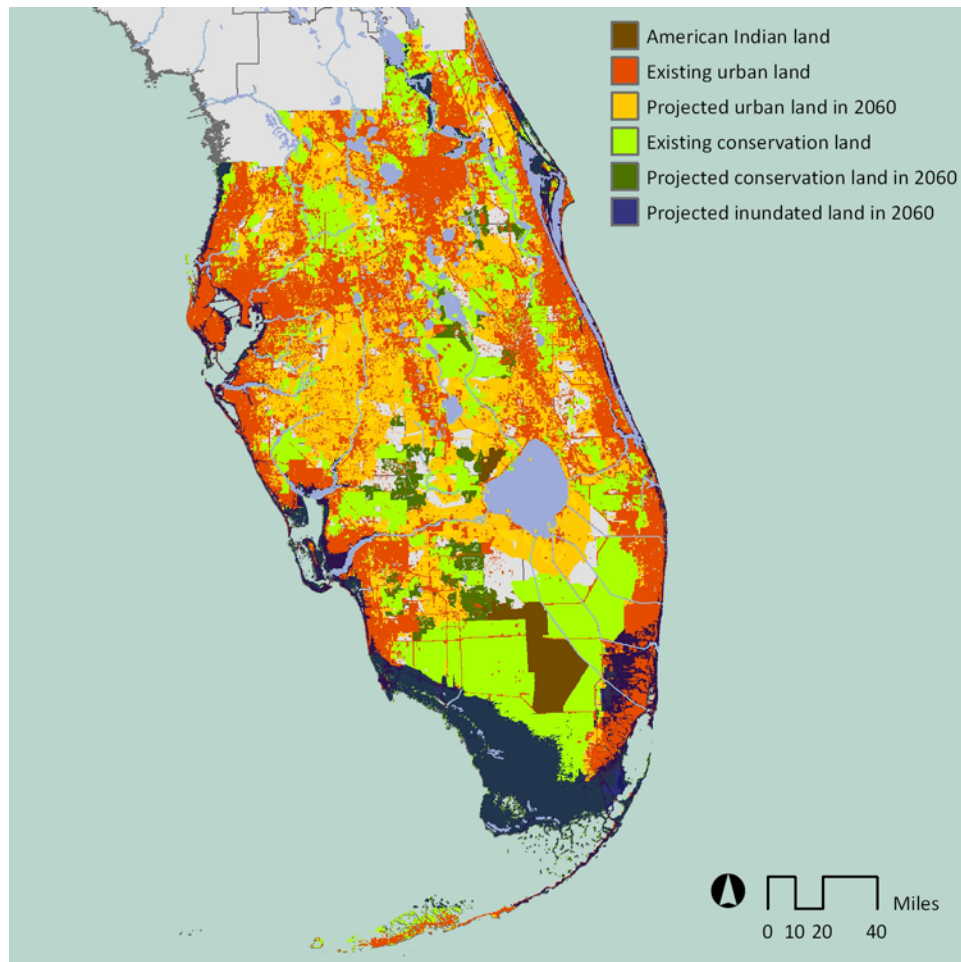 American Indian land
Existing urban land
Projected urban land in 2060
Existing conservation land
Projected conservation land in 2060
Projected inundated land in 2060
Miles
0 10 20 40